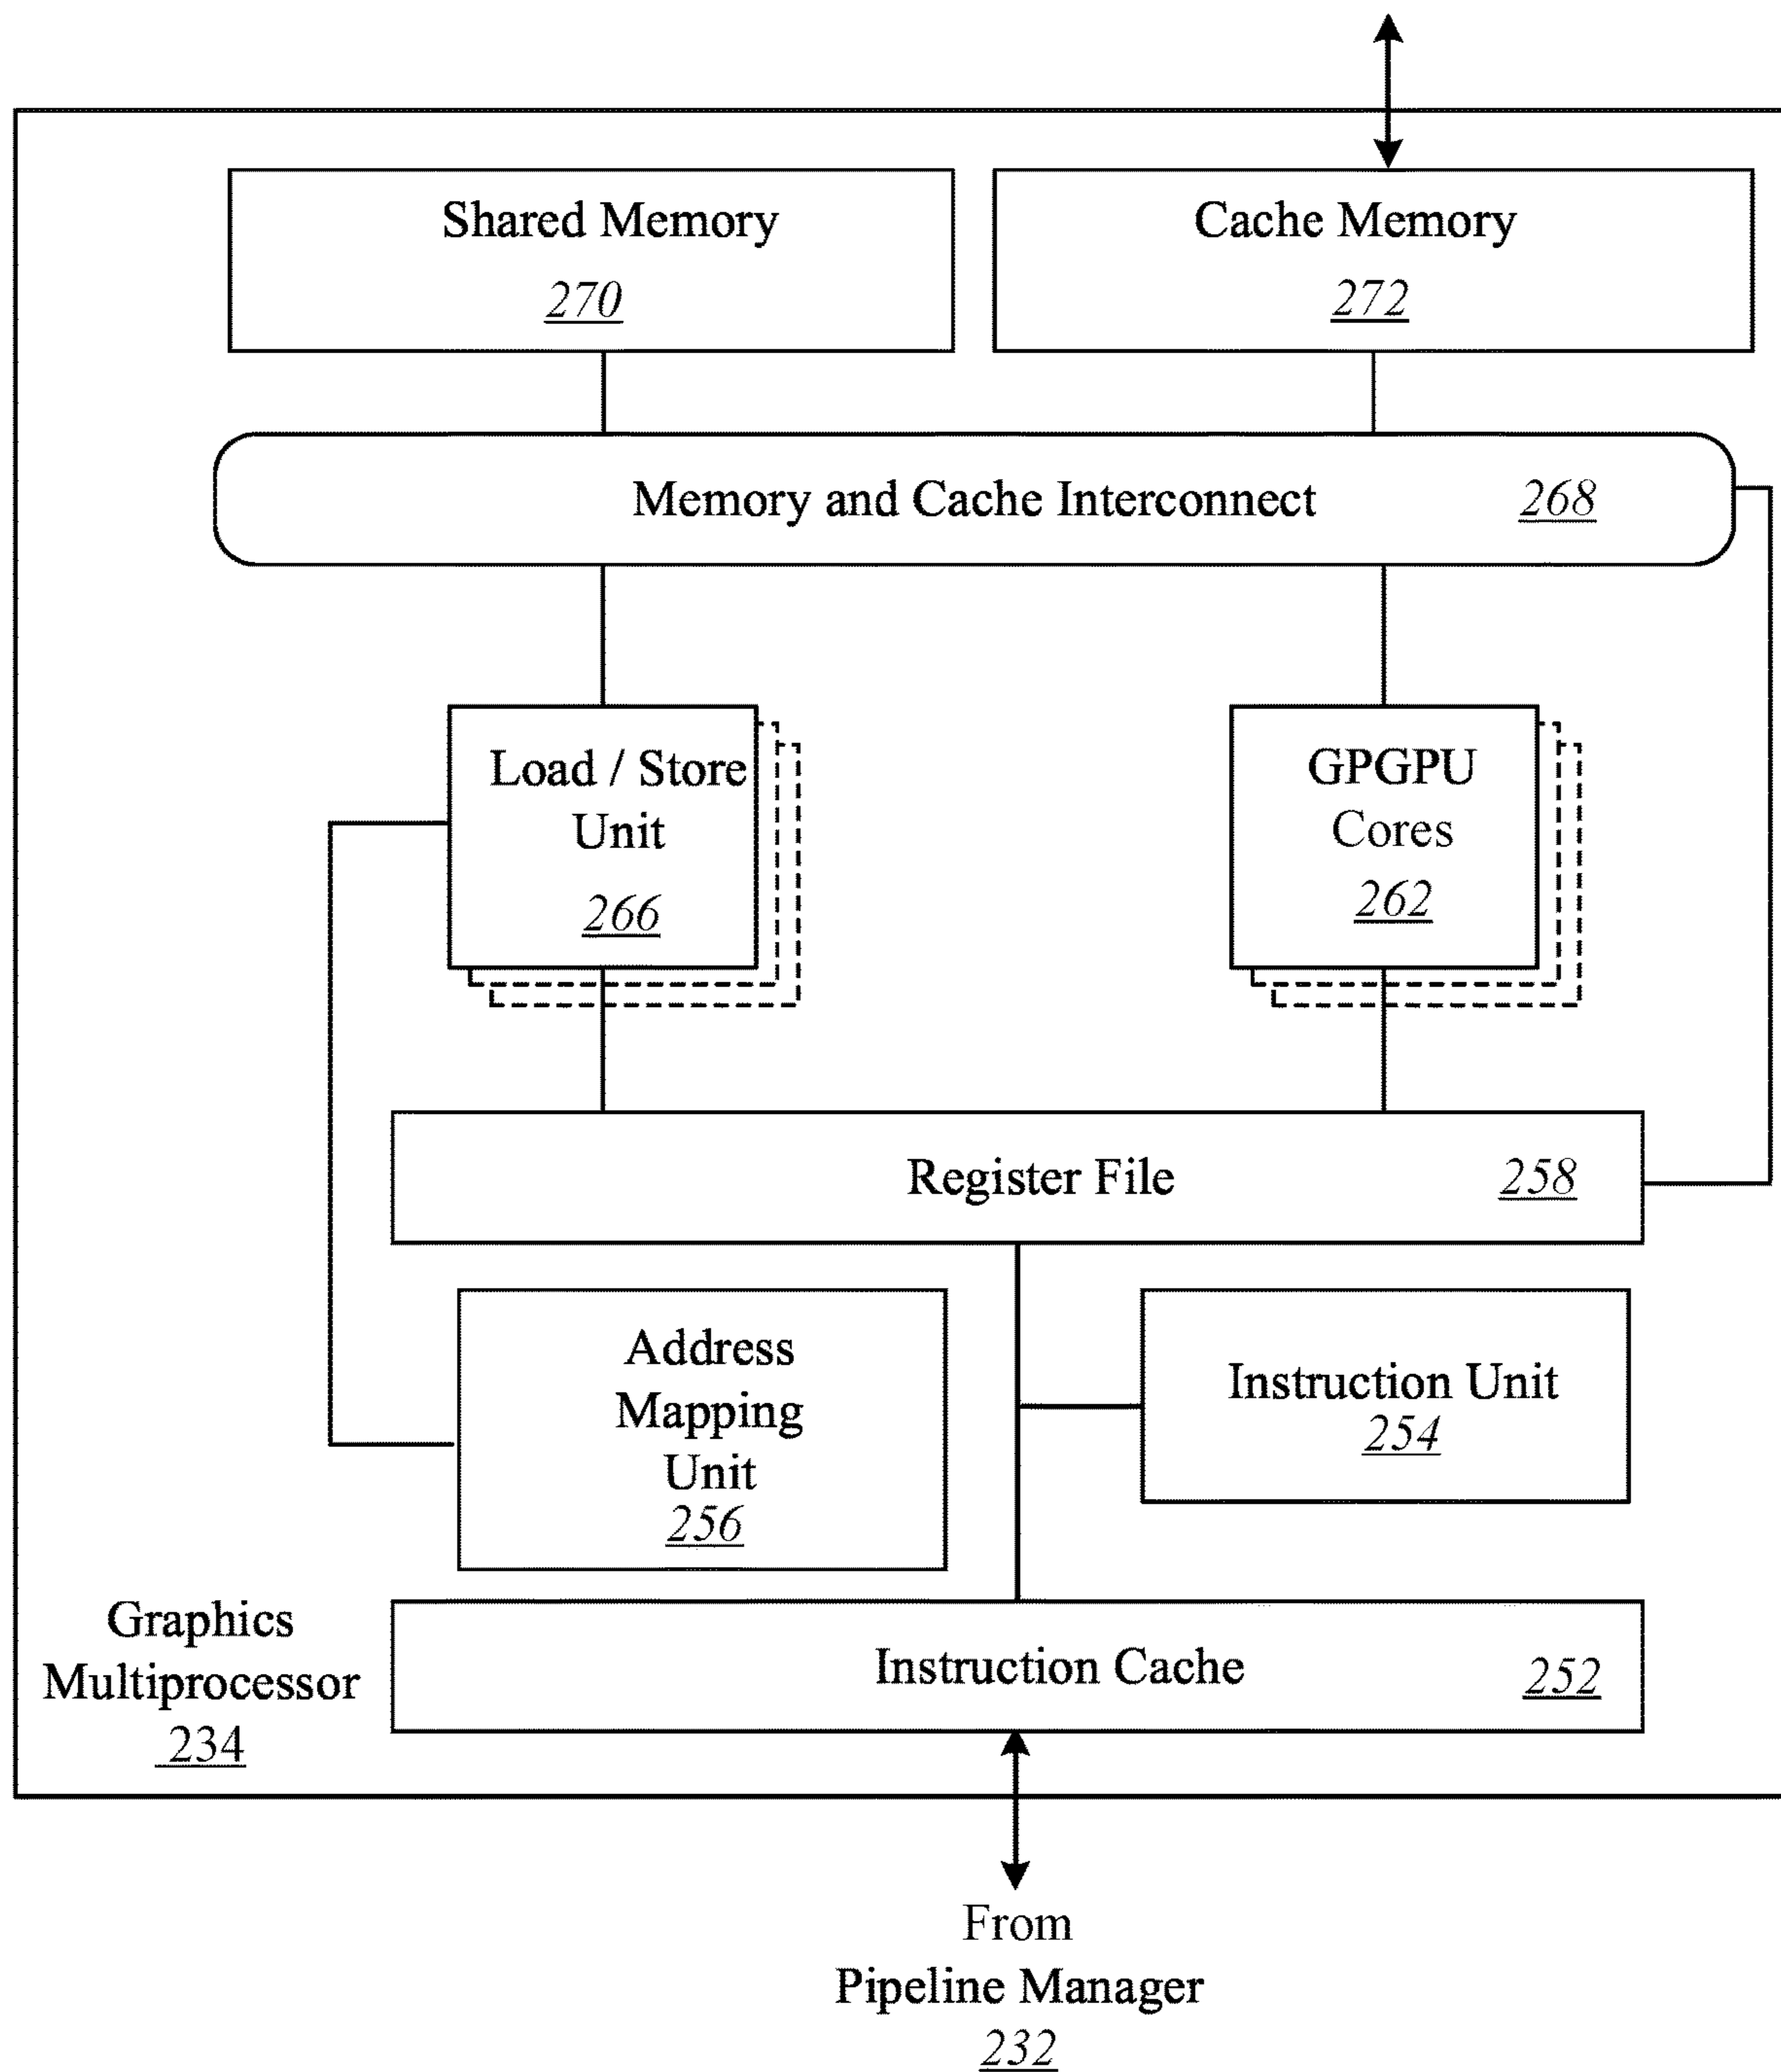 Shared Memory
270
Cache Memory
272
Memory and Cache Interconnect 268
Load / Store
Unit
266
GPGPU
Cores
262
Register File 258
Address
Mapping
Unit
256
Instruction Unit
254
Graphics
Multiprocessor
234
Instruction Cache 252
From
Pipeline Manager
232